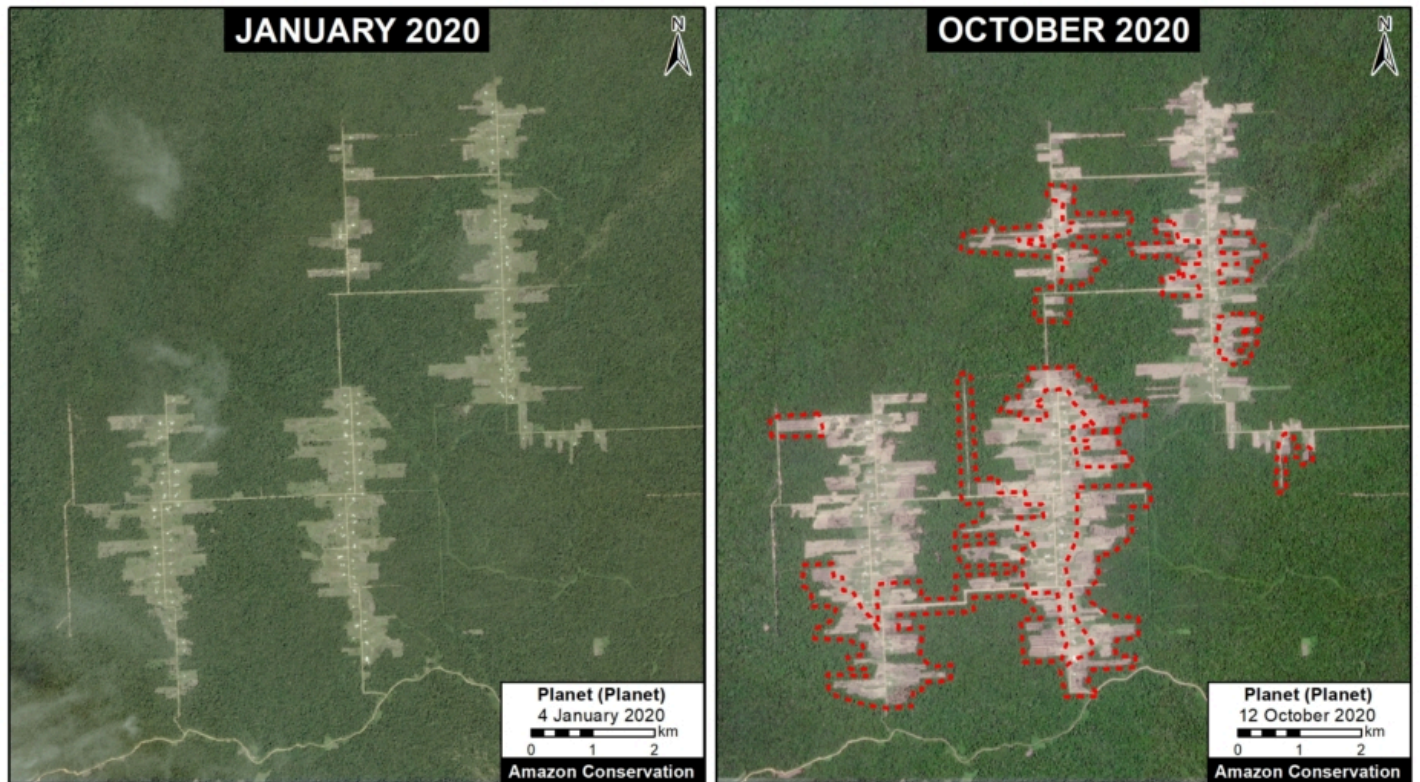 JANUARY 2020
N
Planet (Planet)
4 January 2020
km
0 1 2
Amazon Conservation
OCTOBER 2020
N
Planet (Planet)
12 October 2020
km
0 1 2
Amazon Conservation